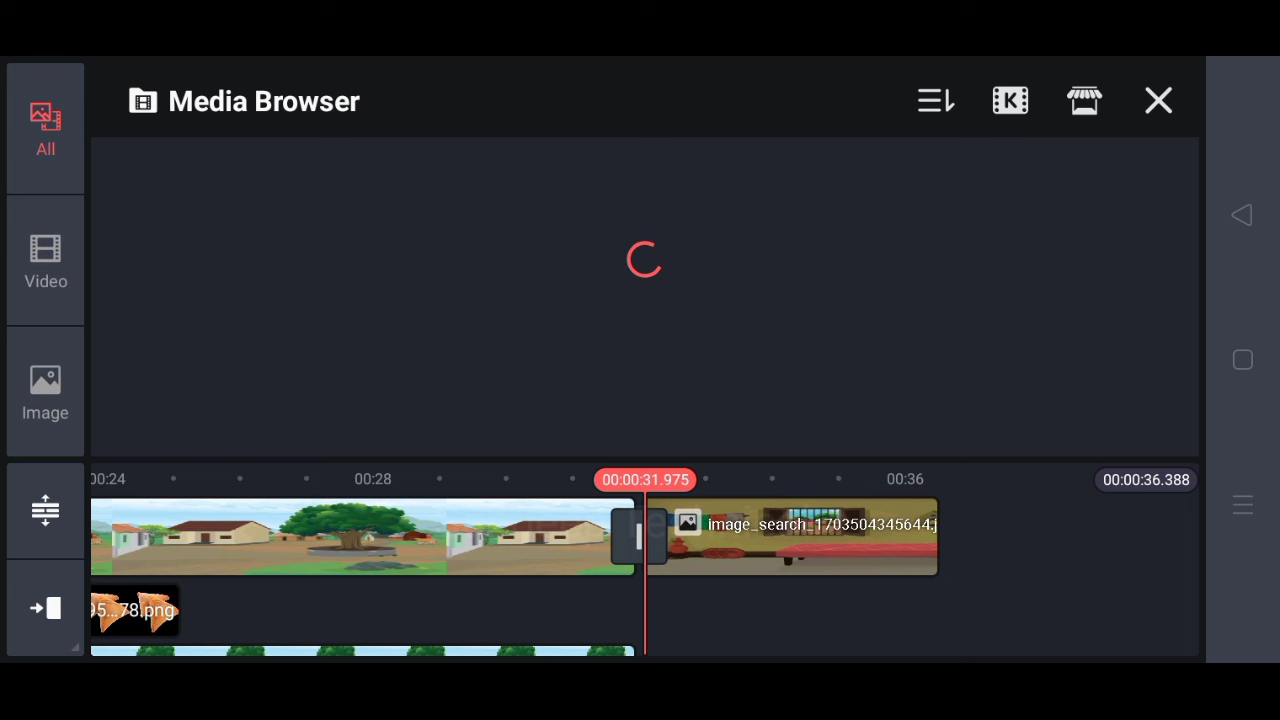 Media Browser
K
All
Video
Image
00:24
00:28
00:00:31.975
00:36
00:00:36.388
image_search_1703504345644.j
95...78.png